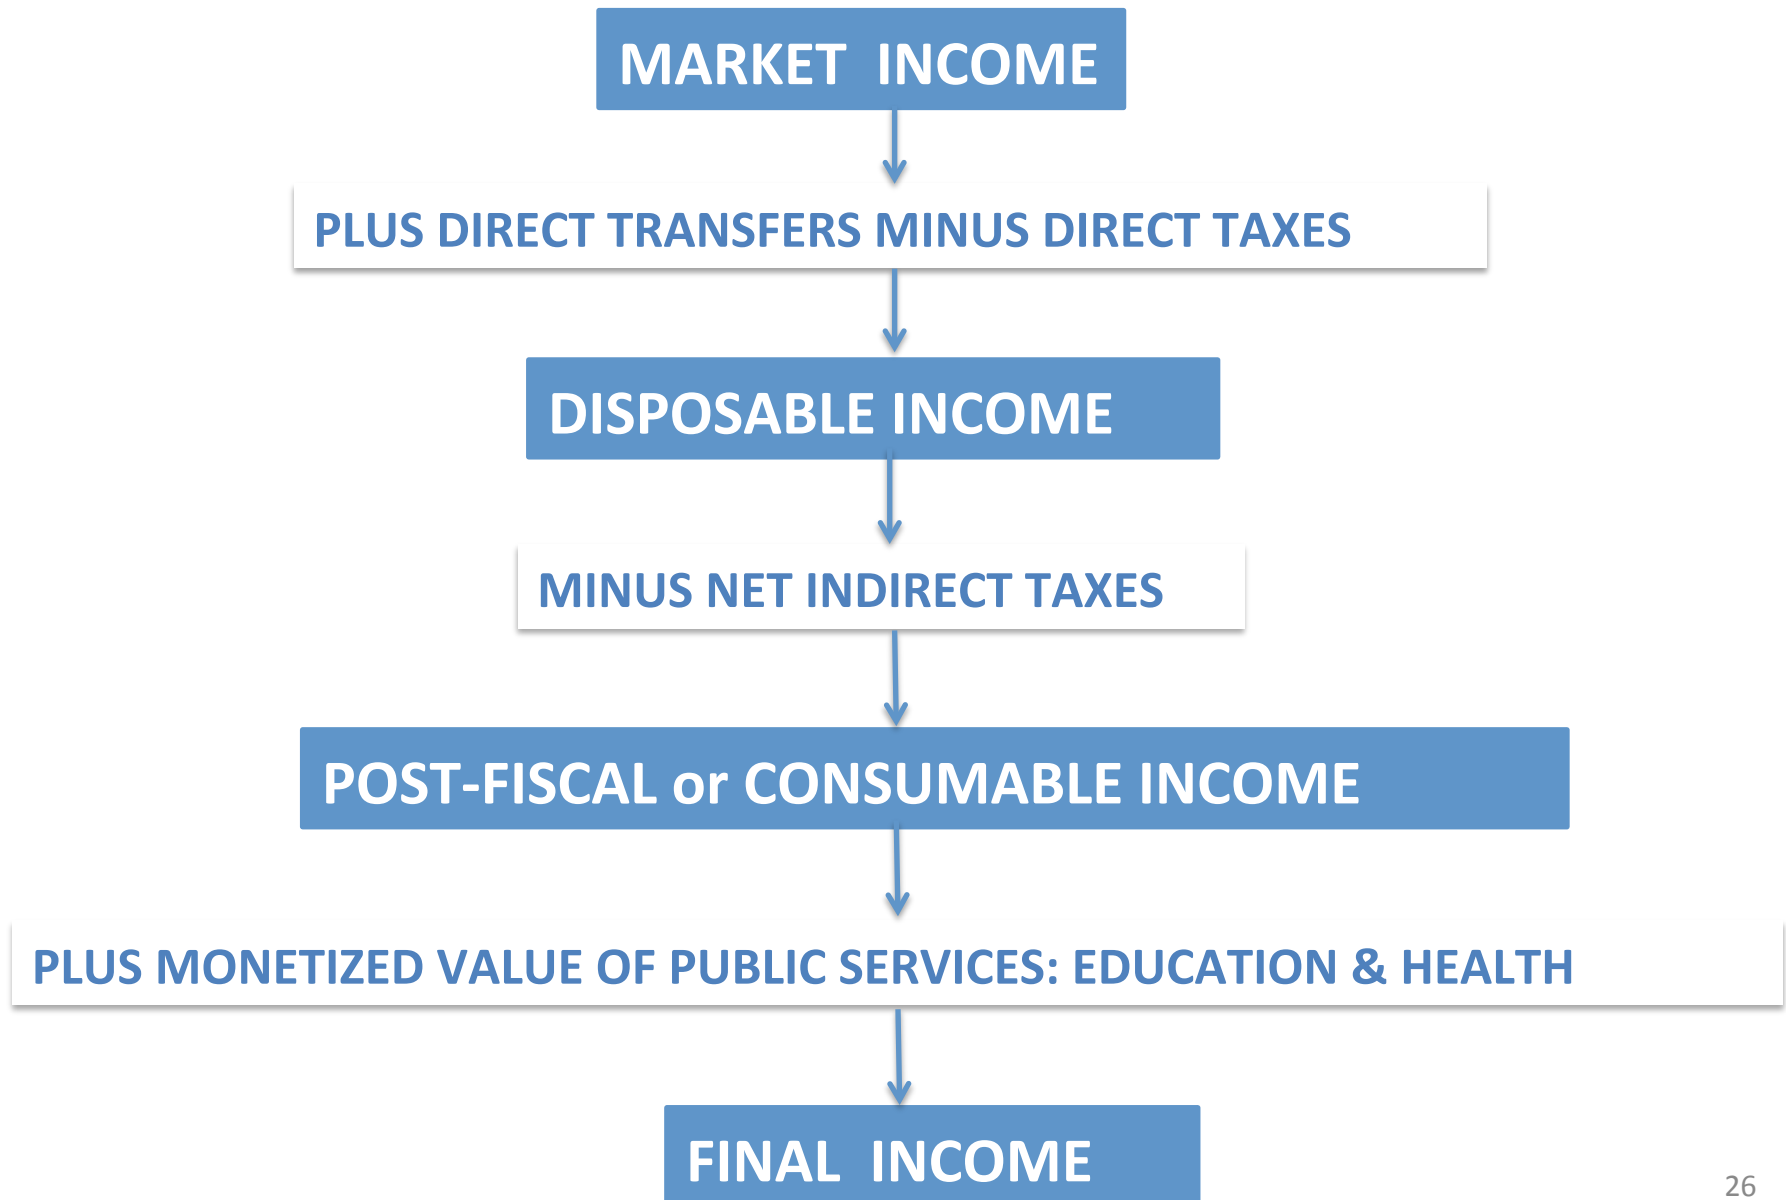 MARKET INCOME
PLUS DIRECT TRANSFERS MINUS DIRECT TAXES
DISPOSABLE INCOME
MINUS NET INDIRECT TAXES
POST-FISCAL or CONSUMABLE INCOME
PLUS MONETIZED VALUE OF PUBLIC SERVICES: EDUCATION & HEALTH
FINAL INCOME
26